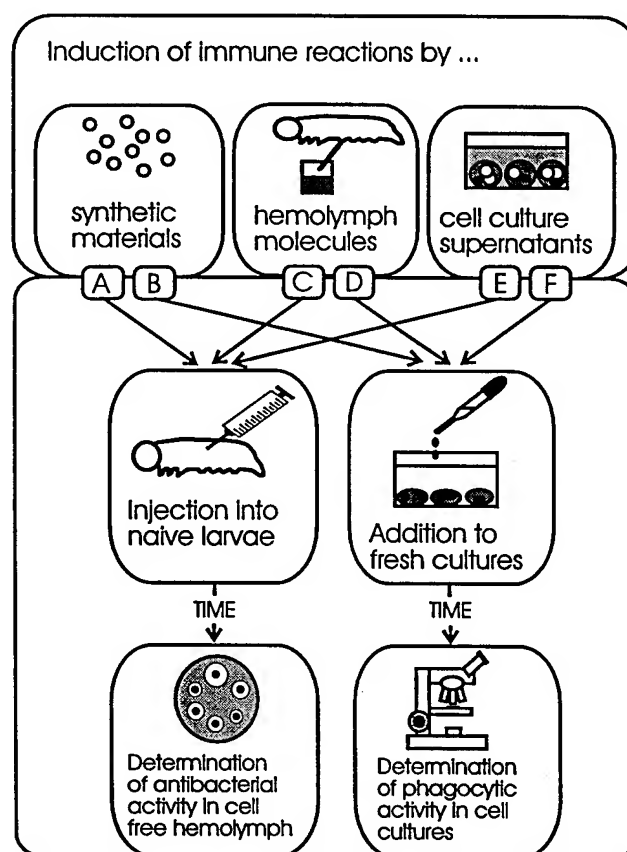 Induction of immune reactions by ...
synthetic
materials
hemolymph
molecules
cell culture
supernatants
A B C D E F
Injection into
naive larvae
Addition to
fresh cultures
TIME
TIME
Determination
of antibacterial
activity in cell
free hemolymph
Determination
of phagocytic
activity in cell
cultures